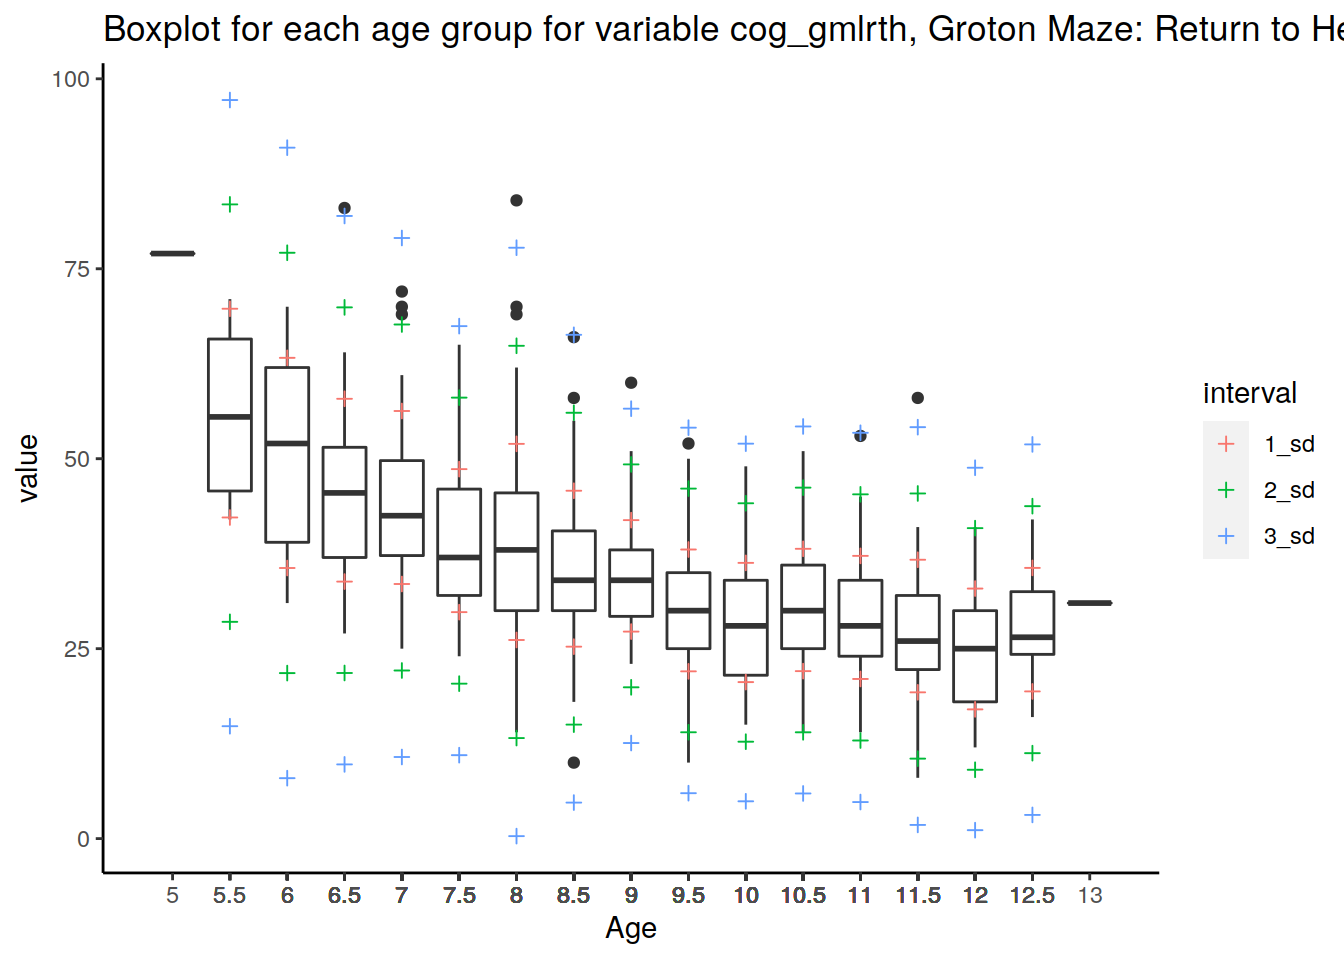 Boxplot for each age group for variable cog_gmlrth, Groton Maze: Return to He
100
75
50
25
0
value
5 5.5 6 6.5 7 7.5 8 8.5 9 9.5 10 10.5 11 11.5 12 12.5 13
Age
interval
1_sd
2_sd
3_sd